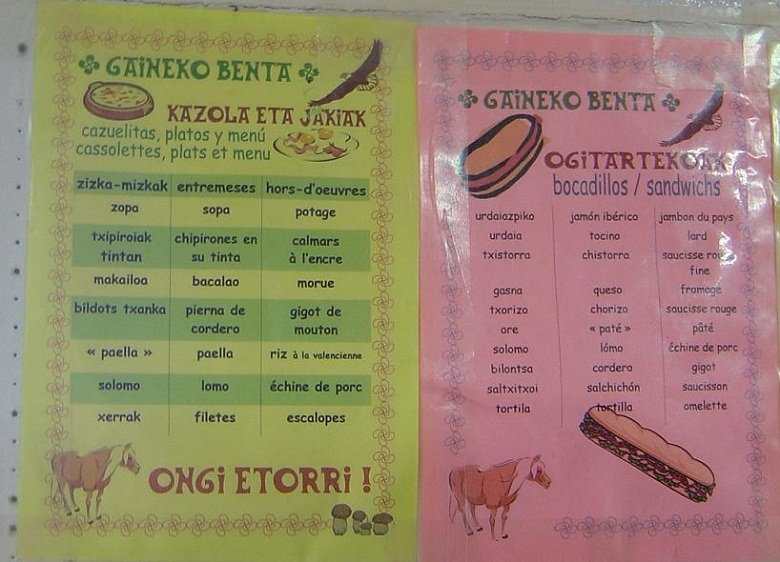 GAINEKO BENTA
KAZOLA ETA JAKIAK
cazuelitas, platos y menú
cassolettes, plats et menu
zizka-mizkak entremeses hors-d'oeuvres
zopa sopa potage
txipiroiak tintan chipirones en su tinta calmars à l'encre
makailoa bacalao morue
bildots txanka pierna de cordero gigot de mouton
« paella » paella riz à la valencienne
solomo lomo échine de porc
xerrak filetes escalopes
ONGI ETORRI !
GAINEKO BENTA
OGITARTEKOAK
bocadillos / sandwichs
urdaiazpiko jamón ibérico jambon du pays
urdaia tocino lard
txistorra chistorra saucisse fine
gasna queso fromage
txorizo chorizo saucisse rouge
ore « paté » pâté
solomo lómo échine de porc
bilontsa cordero gigot
saltxitxoi salchichón saucisson
tortila tortilla omelette